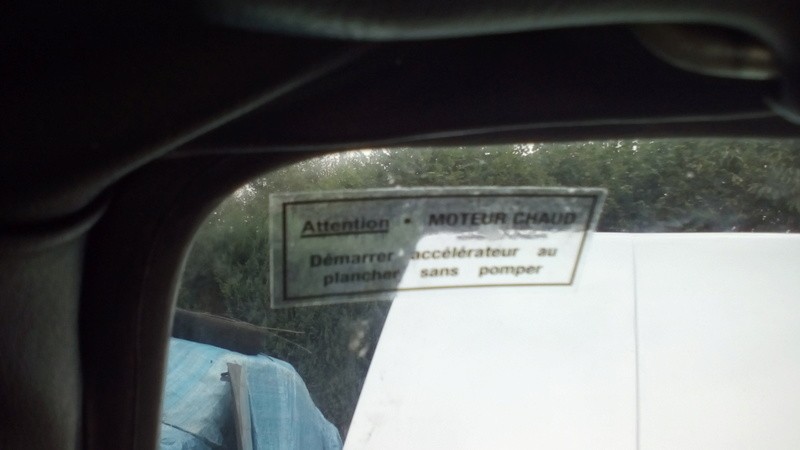 Attention • MOTEUR CHAUD
Démarrer accélérateur au
plancher sans pomper